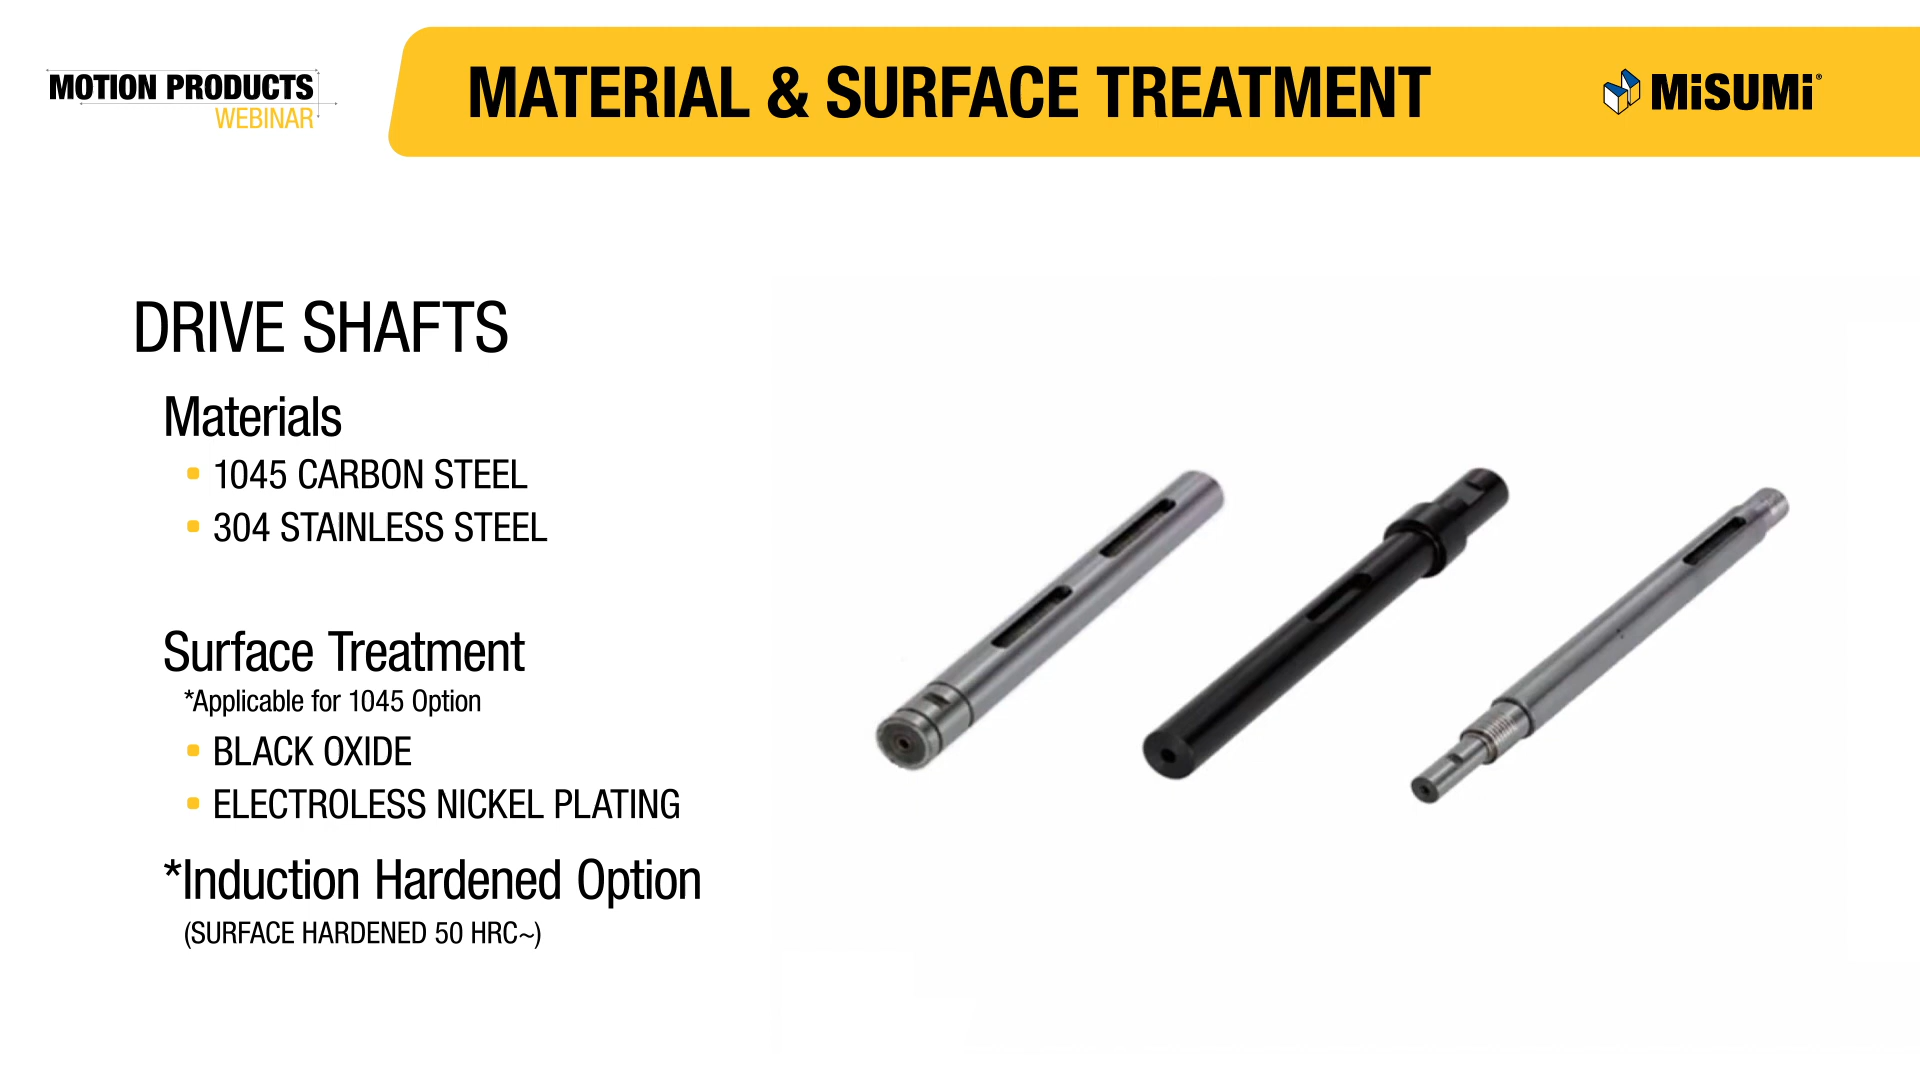 MOTION PRODUCTS
WEBINAR
MATERIAL & SURFACE TREATMENT
MiSUMi®
DRIVE SHAFTS
Materials
• 1045 CARBON STEEL
• 304 STAINLESS STEEL
Surface Treatment
*Applicable for 1045 Option
• BLACK OXIDE
• ELECTROLESS NICKEL PLATING
*Induction Hardened Option
(SURFACE HARDENED 50 HRC~)